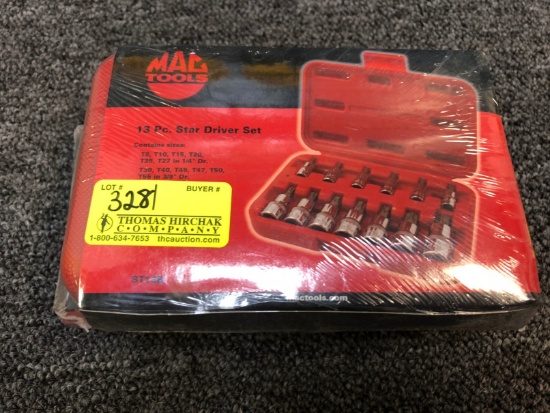 MAC
TOOLS
13 Pc. Star Driver Set
Contains sizes:
T8, T10, T15, T20,
T25, T27 in 1/4" Dr.
T30, T40, T45, T47, T50,
T55 in 3/8" Dr.
LOT #
BUYER #
3281
THOMAS HIRCHAK
C•O•M•P•A•N•Y
1-800-634-7653 thcauction.com
mactools.com